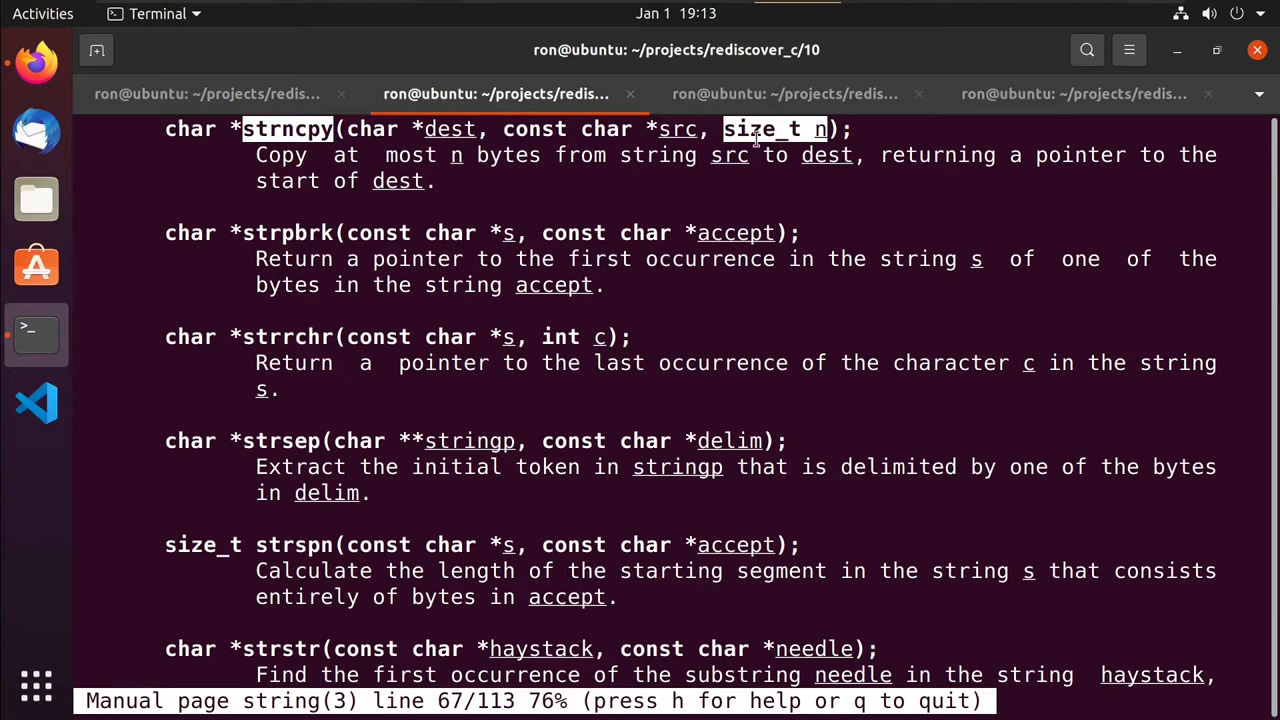 Activities Terminal Jan 1 19:13
ron@ubuntu: ~/projects/rediscover_c/10
ron@ubuntu: ~/projects/redis... ron@ubuntu: ~/projects/redis... ron@ubuntu: ~/projects/redis... ron@ubuntu: ~/projects/redis...
char *strncpy(char *dest, const char *src, size_t n);
Copy at most n bytes from string src to dest, returning a pointer to the
start of dest.
char *strpbrk(const char *s, const char *accept);
Return a pointer to the first occurrence in the string s of one of the
bytes in the string accept.
char *strrchr(const char *s, int c);
Return a pointer to the last occurrence of the character c in the string
s.
char *strsep(char **stringp, const char *delim);
Extract the initial token in stringp that is delimited by one of the bytes
in delim.
size_t strspn(const char *s, const char *accept);
Calculate the length of the starting segment in the string s that consists
entirely of bytes in accept.
char *strstr(const char *haystack, const char *needle);
Find the first occurrence of the substring needle in the string haystack,
Manual page string(3) line 67/113 76% (press h for help or q to quit)